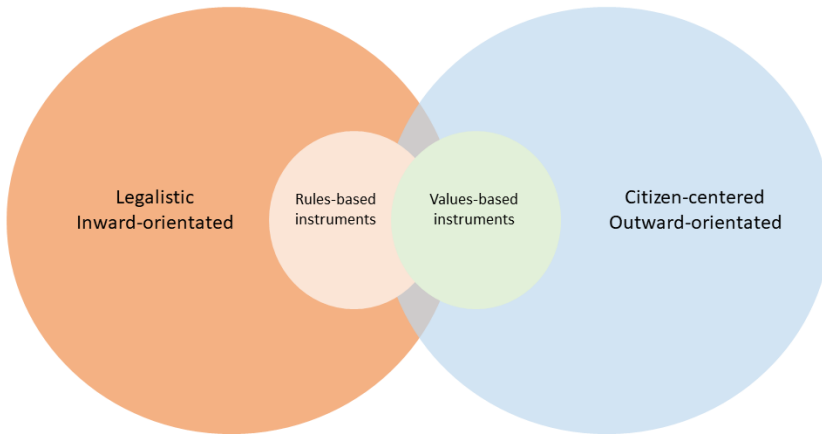 Legalistic
Inward-orientated
Rules-based
instruments
Values-based
instruments
Citizen-centered
Outward-orientated